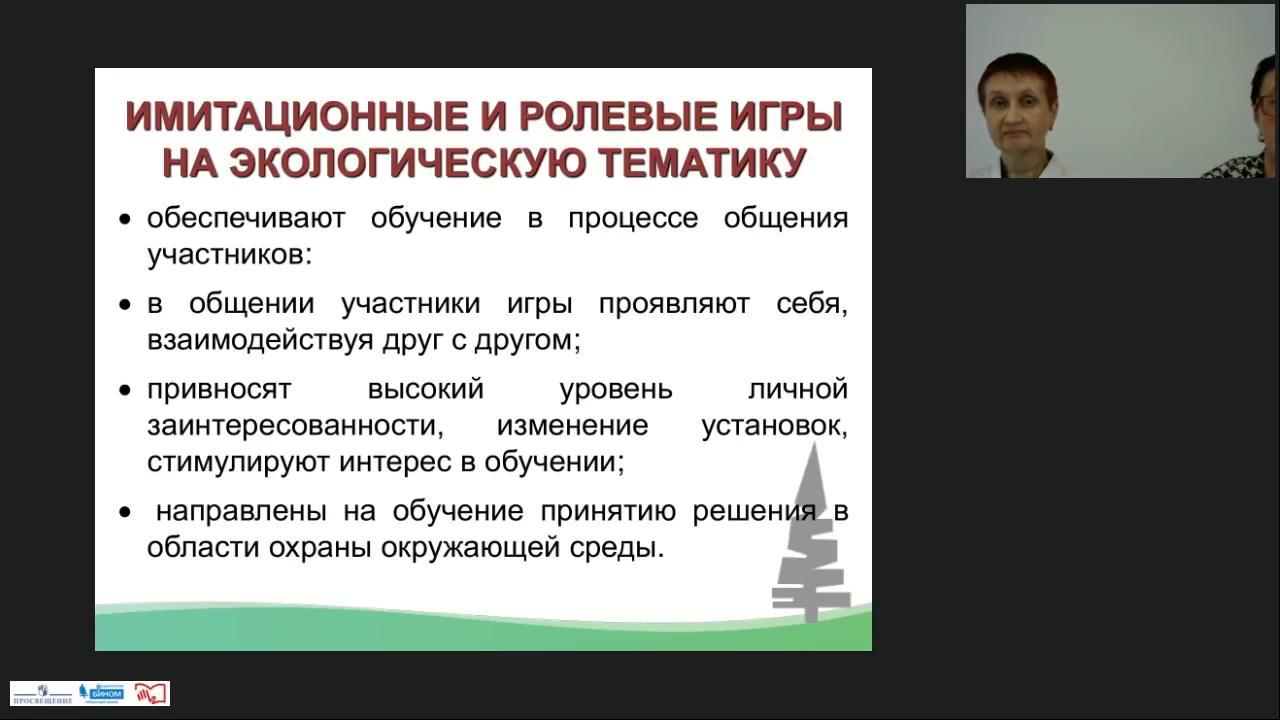 ИМИТАЦИОННЫЕ И РОЛЕВЫЕ ИГРЫ
НА ЭКОЛОГИЧЕСКУЮ ТЕМАТИКУ
• обеспечивают обучение в процессе общения
участников:
• в общении участники игры проявляют себя,
взаимодействуя друг с другом;
• привносят высокий уровень личной
заинтересованности, изменение установок,
стимулируют интерес в обучении;
• направлены на обучение принятию решения в
области охраны окружающей среды.
ПРОСВЕЩЕНИЕ
БИНОМ